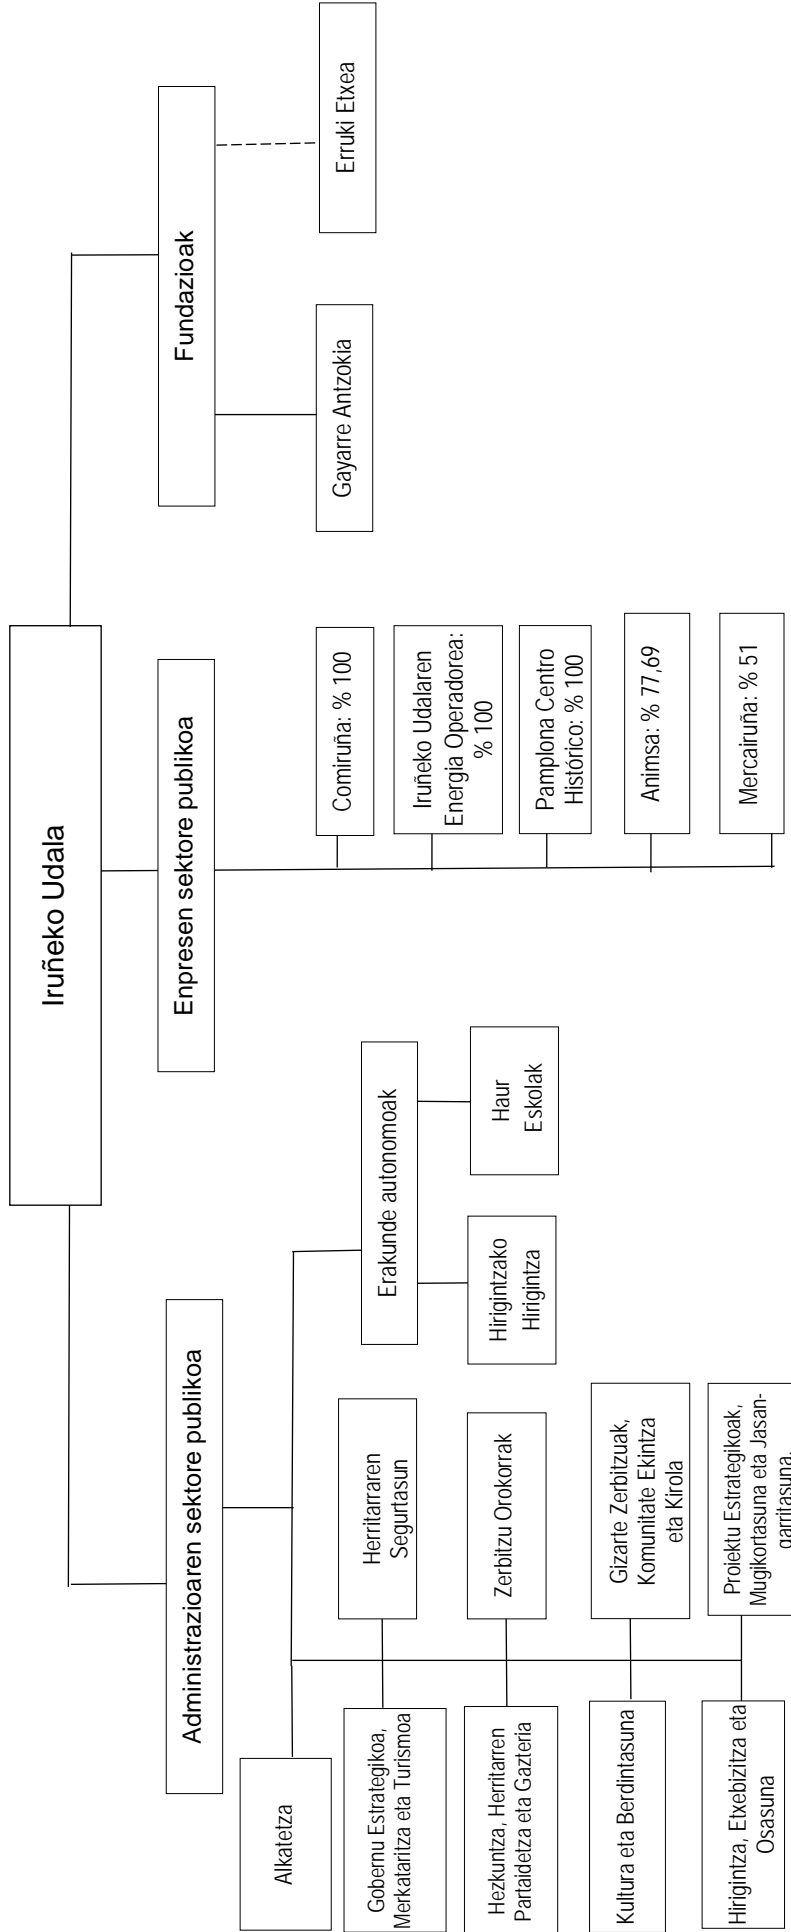 Iruñeko Udala
Administrazioaren sektore publikoa
Enpresen sektore publikoa
Fundazioak
Alkatetza
Gobernu Estrategikoa,
Merkataritza eta Turismoa
Herritarraren
Segurtasun
Hezkuntza, Herritarren
Partaidetza eta Gazteria
Zerbitzu Orokorrak
Kultura eta Berdintasuna
Gizarte Zerbitzuak,
Komunitate Ekintza
eta Kirola
Hirigintza, Etxebizitza eta
Osasuna
Proiektu Estrategikoak,
Mugikortasuna eta Jasan-
garritasuna.
Erakunde autonomoak
Hirigintzako
Hirigintza
Haur
Eskolak
Comiruña: % 100
Iruñeko Udalaren
Energia Operadorea:
% 100
Pamplona Centro
Histórico: % 100
Animsa: % 77,69
Mercairuña: % 51
Gayarre Antzokia
Erruki Etxea